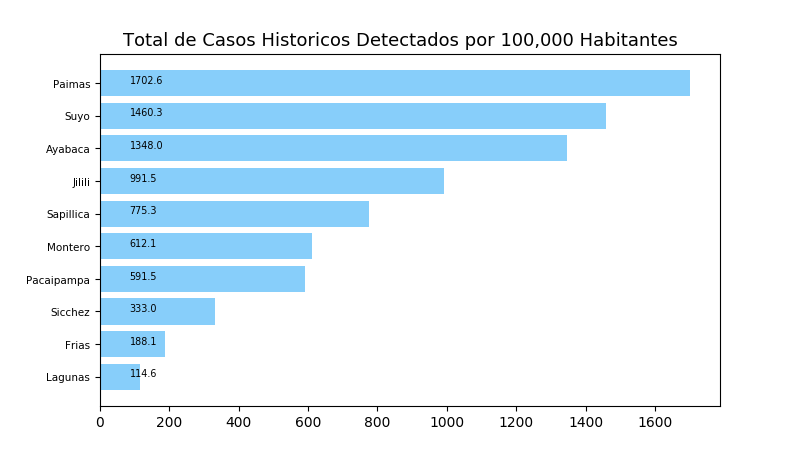 Total de Casos Historicos Detectados por 100,000 Habitantes
Paimas 1702.6
Suyo 1460.3
Ayabaca 1348.0
Jilili 991.5
Sapillica 775.3
Montero 612.1
Pacaipampa 591.5
Sicchez 333.0
Frias 188.1
Lagunas 114.6
0 200 400 600 800 1000 1200 1400 1600